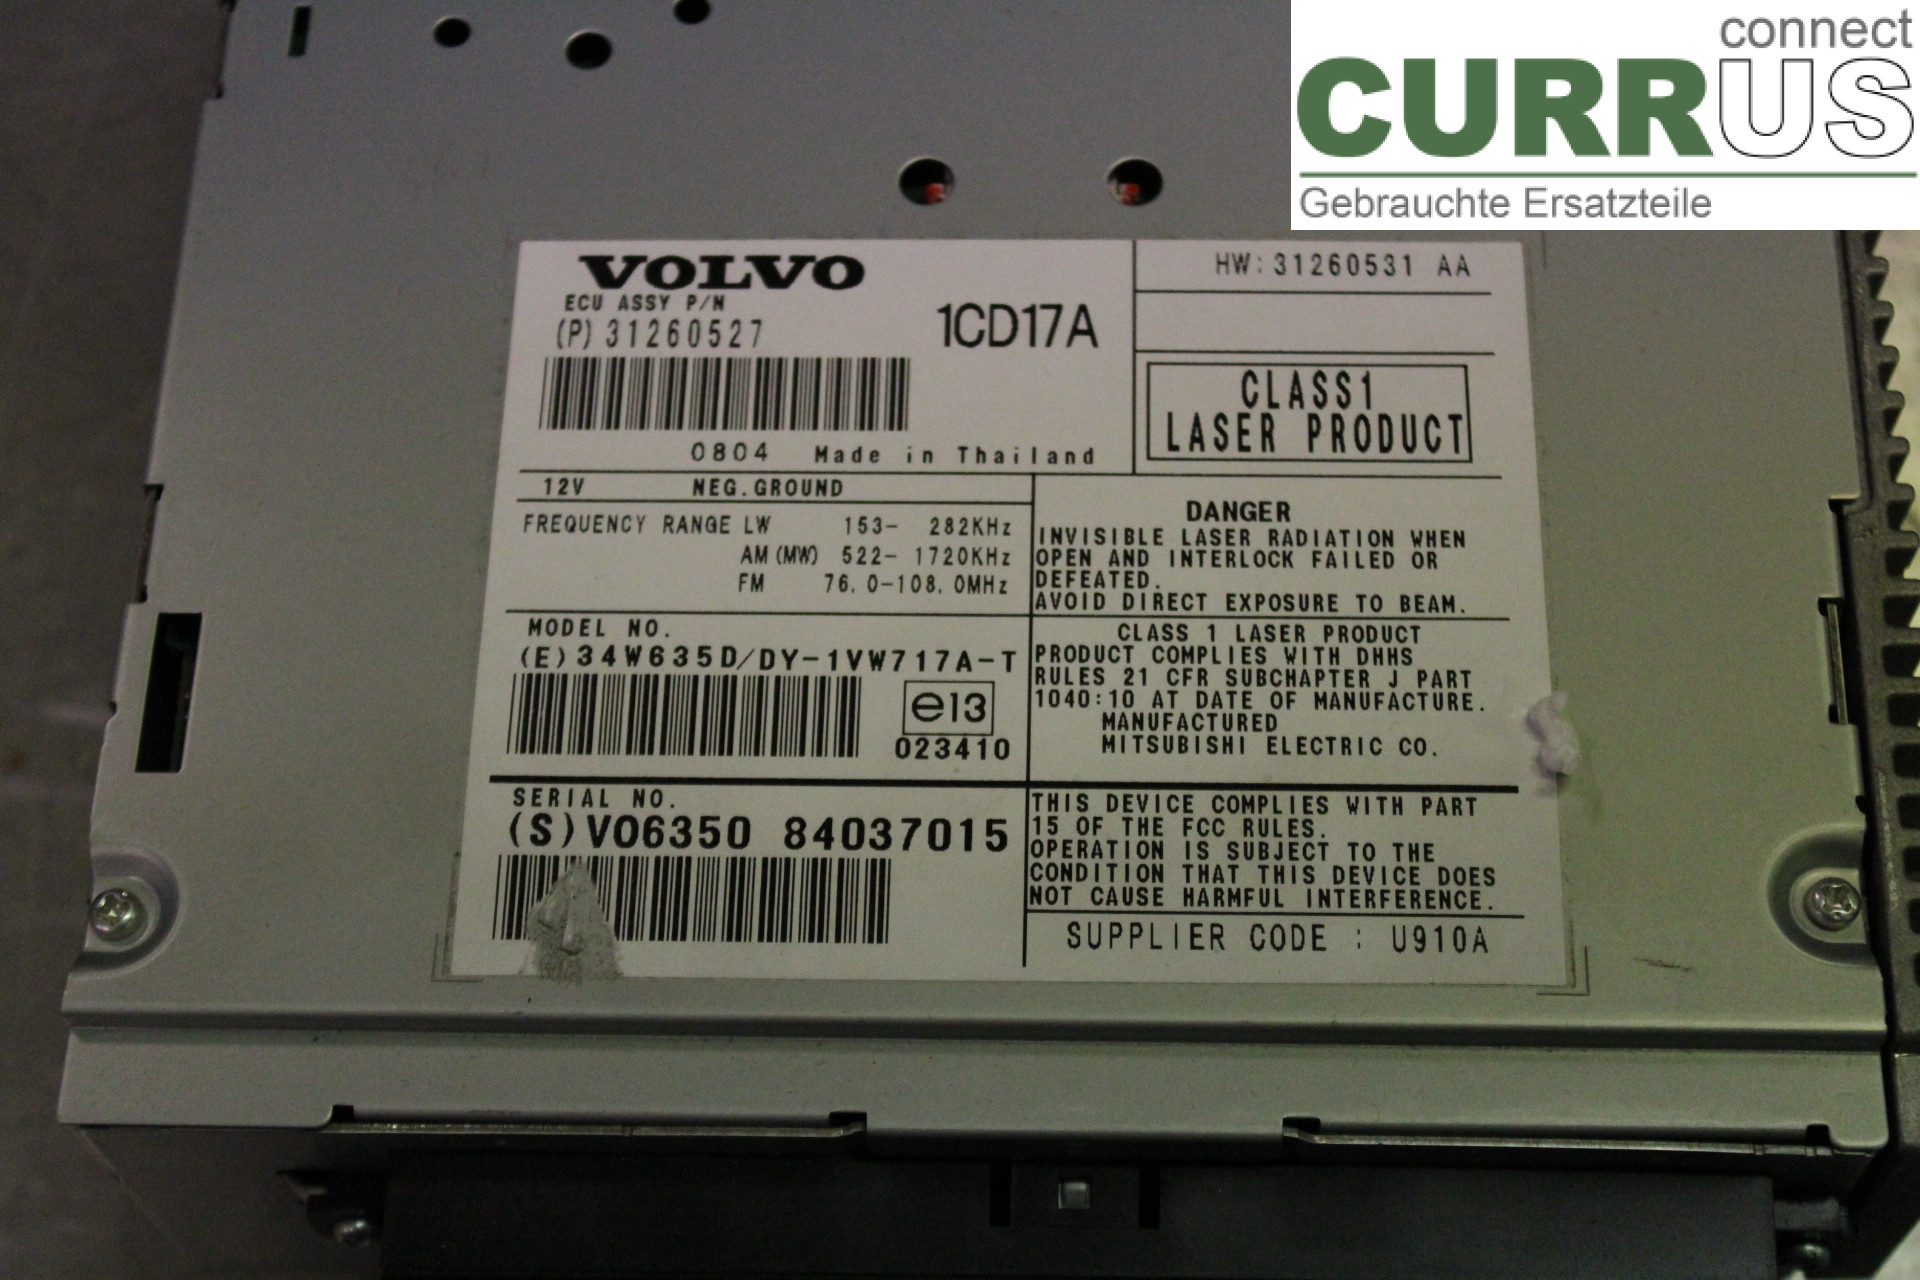 connect
CURRUS
Gebrauchte Ersatzteile
VOLVO
ECU ASSY P/N
(P) 31260527
1CD17A
0804 Made in Thailand
HW: 31260531 AA
CLASS1
LASER PRODUCT
12V NEG. GROUND
FREQUENCY RANGE LW 153- 282KHz
AM (MW) 522- 1720KHz
FM 76.0-108.0MHz
DANGER
INVISIBLE LASER RADIATION WHEN
OPEN AND INTERLOCK FAILED OR
DEFEATED.
AVOID DIRECT EXPOSURE TO BEAM.
MODEL NO.
(E) 34W635D/DY-1VW717A-T
e13
023410
CLASS 1 LASER PRODUCT
PRODUCT COMPLIES WITH DHHS
RULES 21 CFR SUBCHAPTER J PART
1040:10 AT DATE OF MANUFACTURE.
MANUFACTURED
MITSUBISHI ELECTRIC CO.
SERIAL NO.
(S) VO6350 84037015
THIS DEVICE COMPLIES WITH PART
15 OF THE FCC RULES.
OPERATION IS SUBJECT TO THE
CONDITION THAT THIS DEVICE DOES
NOT CAUSE HARMFUL INTERFERENCE.
SUPPLIER CODE : U910A